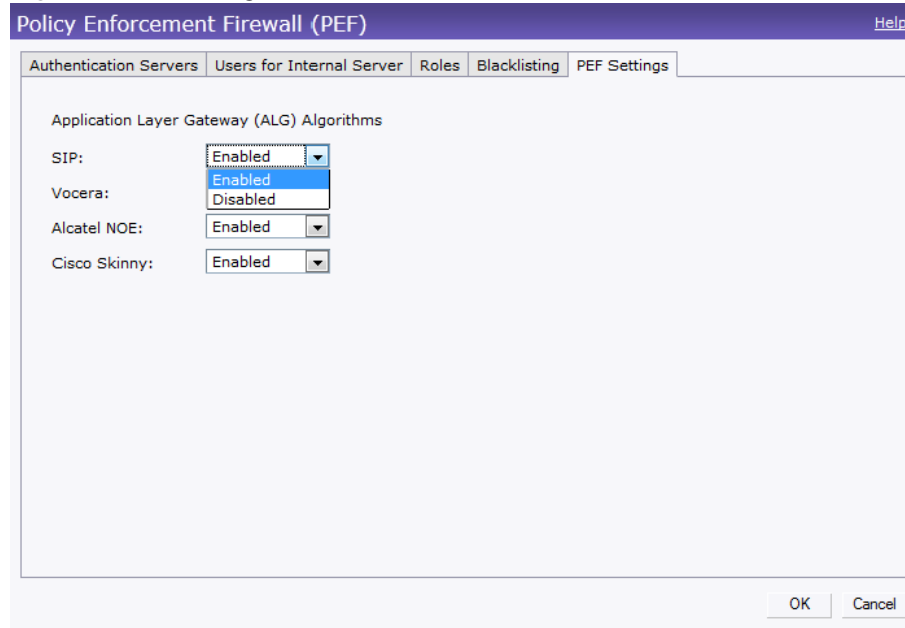 Policy Enforcement Firewall (PEF) Help
Authentication Servers Users for Internal Server Roles Blacklisting PEF Settings
Application Layer Gateway (ALG) Algorithms
SIP: Enabled
Enabled
Vocera: Disabled
Alcatel NOE: Enabled
Cisco Skinny: Enabled
OK Cancel